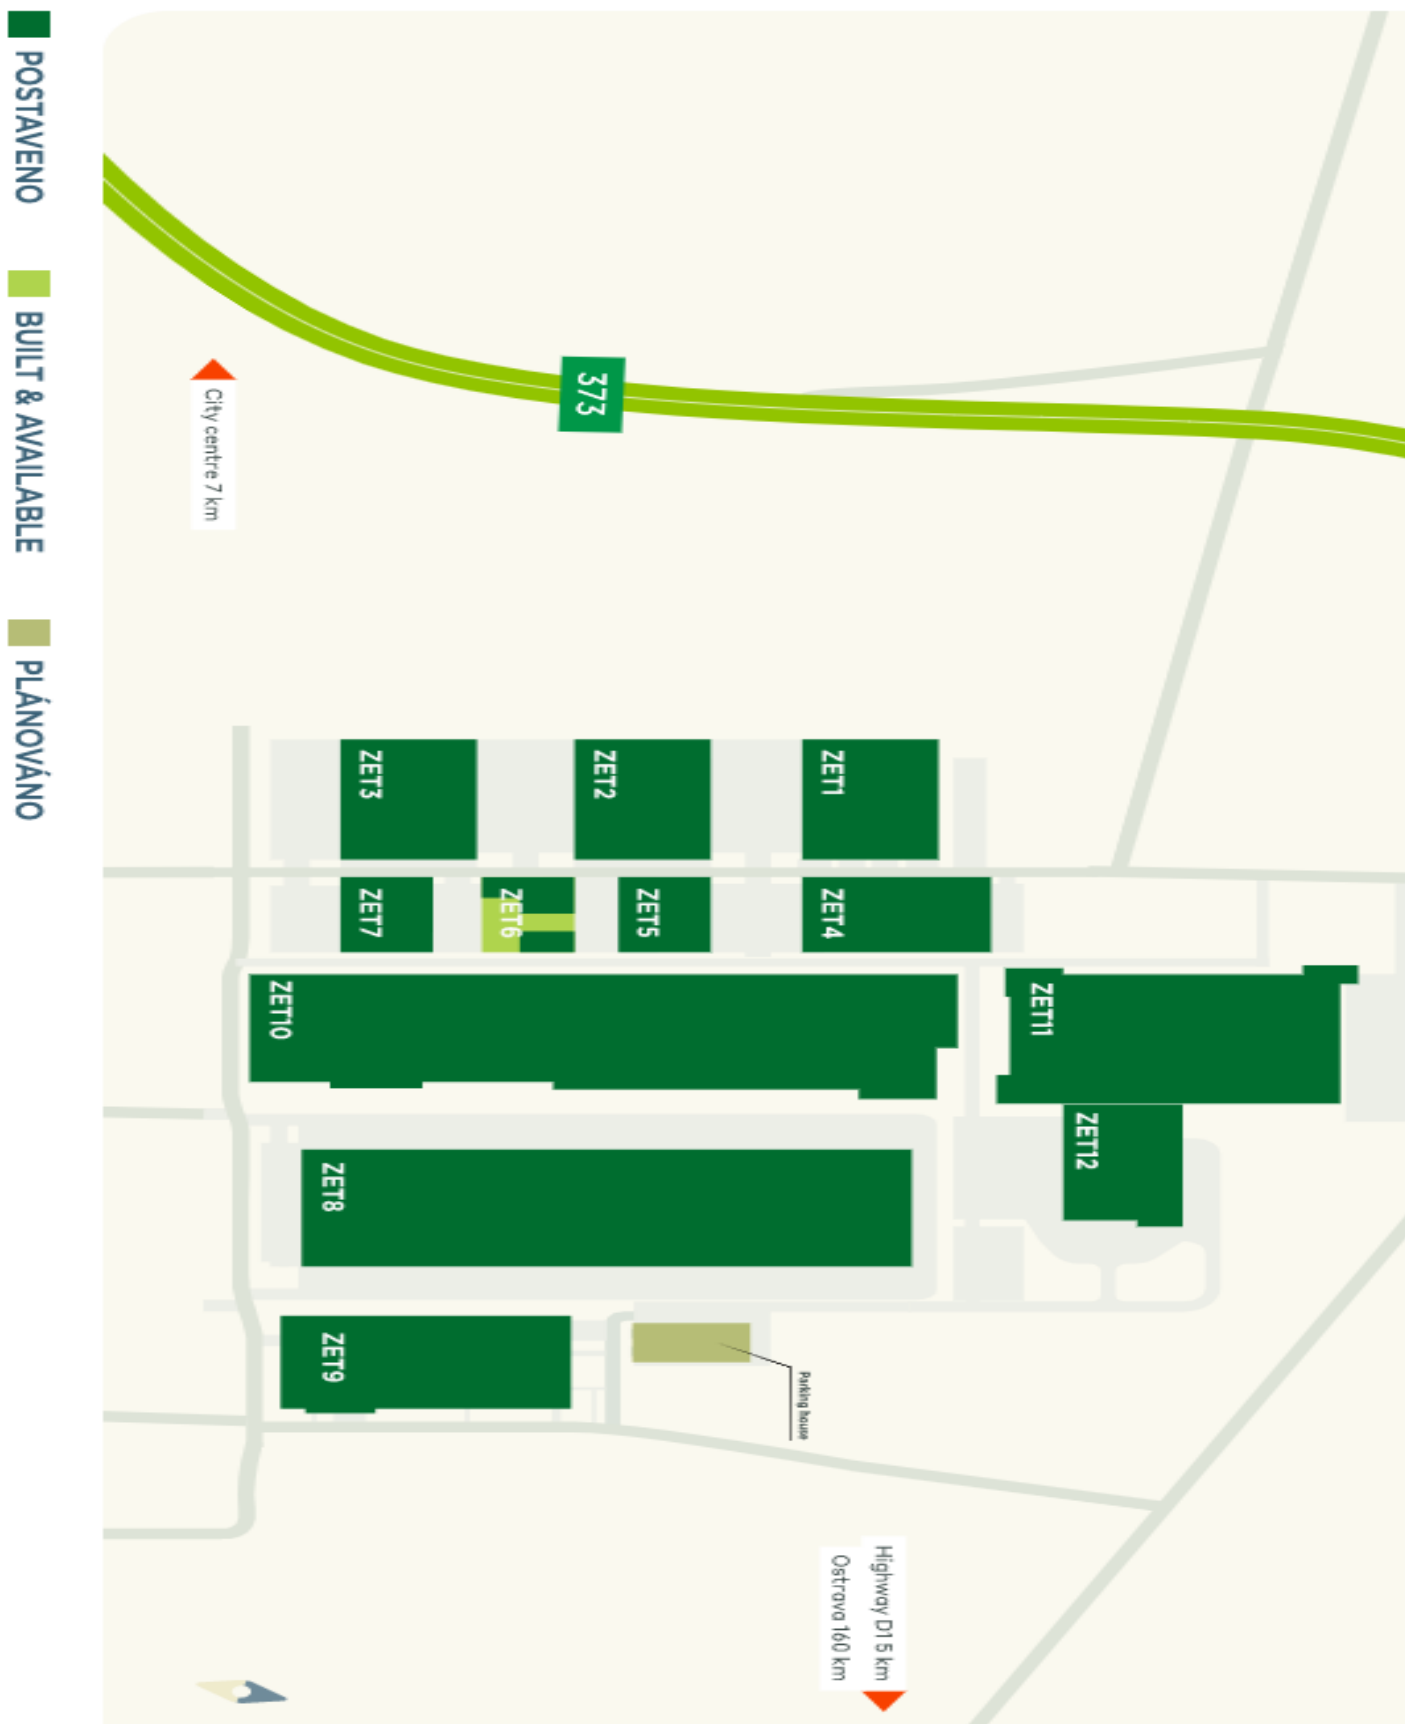 373
City centre 7 km
ZET1
ZET2
ZET3
ZET4
ZET5
ZET6
ZET7
ZET11
ZET10
ZET12
ZET8
ZET9
Parking house
Highway D1 5 km
Ostrava 160 km
POSTAVENO
BUILT & AVAILABLE
PLÁNOVÁNO